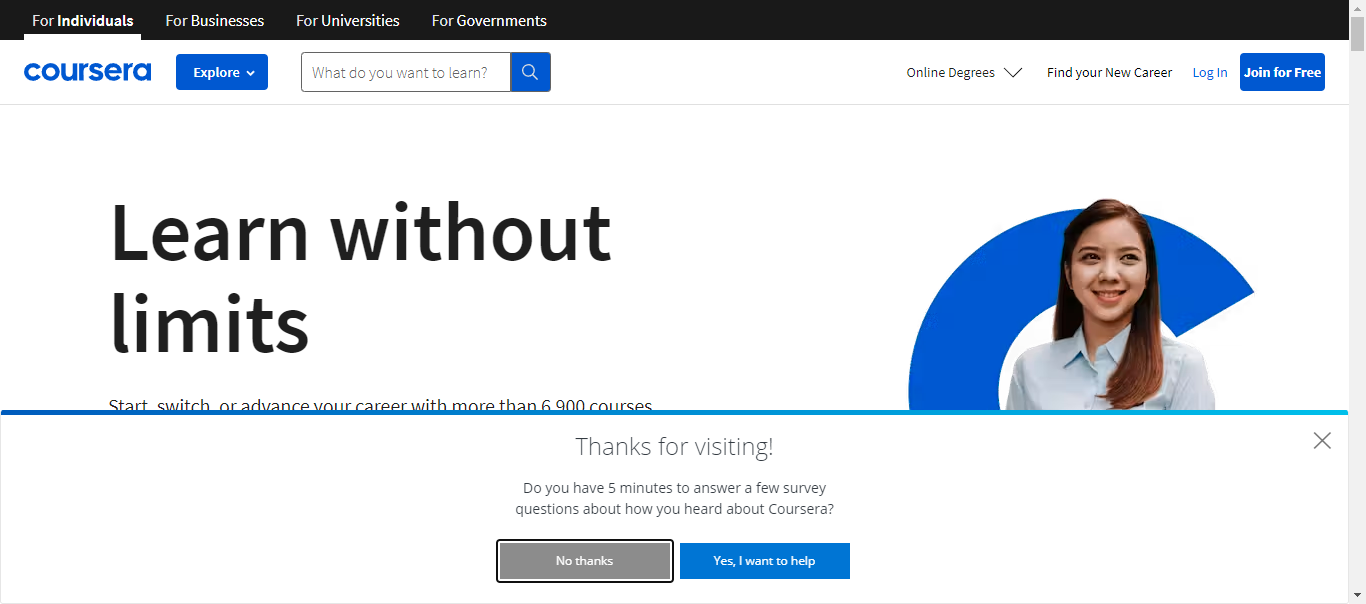 For Individuals For Businesses For Universities For Governments
coursera Explore What do you want to learn? Online Degrees Find your New Career Log In Join for Free
Learn without
limits
Start, switch, or advance your career with more than 6,900 courses,
Thanks for visiting!
Do you have 5 minutes to answer a few survey
questions about how you heard about Coursera?
No thanks Yes, I want to help